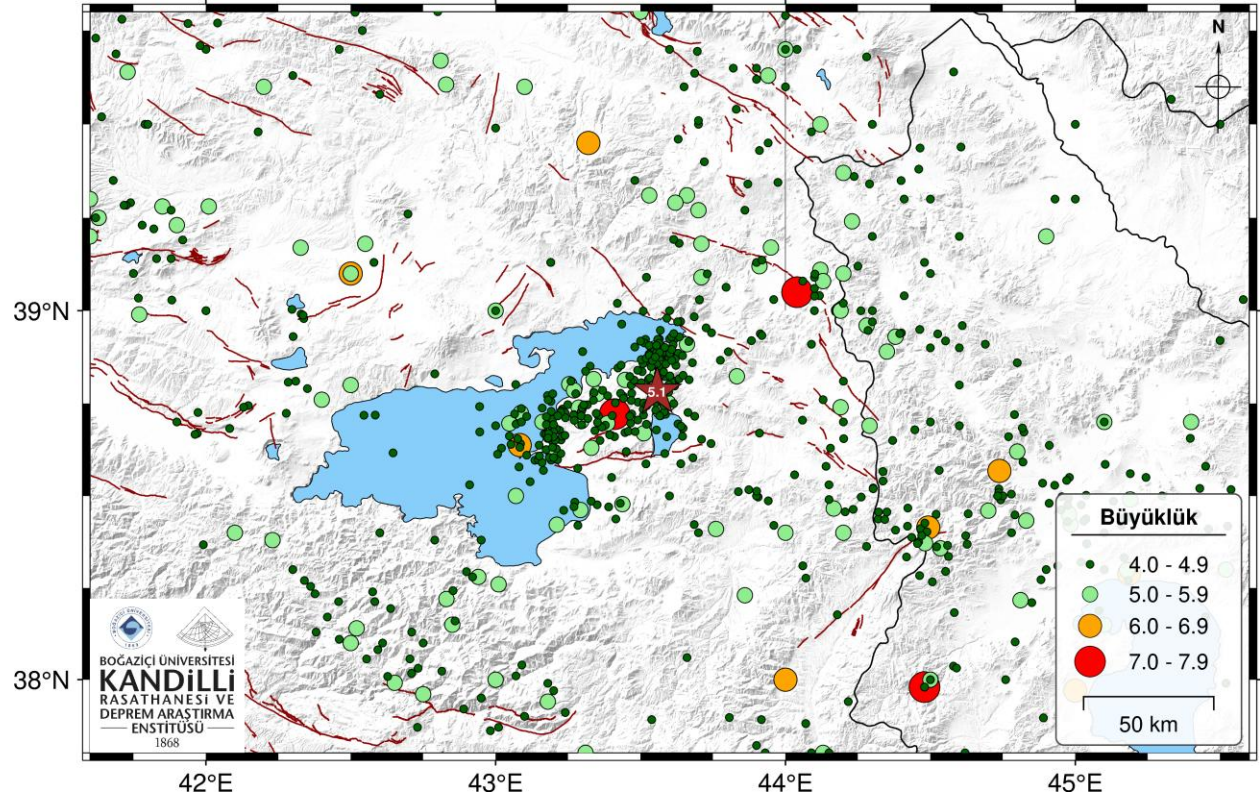 N
39°N
38°N
5.1
Büyüklük
4.0 - 4.9
5.0 - 5.9
6.0 - 6.9
7.0 - 7.9
50 km
BOĞAZİÇİ ÜNİVERSİTESİ
KANDiLLi
RASATHANESİ VE
DEPREM ARAŞTIRMA
ENSTİTÜSÜ
1868
42°E
43°E
44°E
45°E